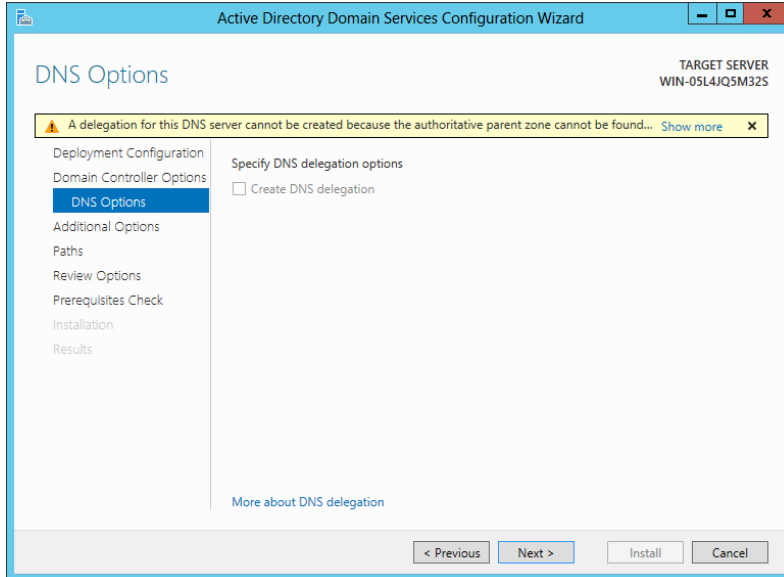 Active Directory Domain Services Configuration Wizard
DNS Options
TARGET SERVER
WIN-05L4JQ5M32S
A delegation for this DNS server cannot be created because the authoritative parent zone cannot be found... Show more
Deployment Configuration
Domain Controller Options
DNS Options
Additional Options
Paths
Review Options
Prerequisites Check
Installation
Results
Specify DNS delegation options
Create DNS delegation
More about DNS delegation
< Previous Next > Install Cancel